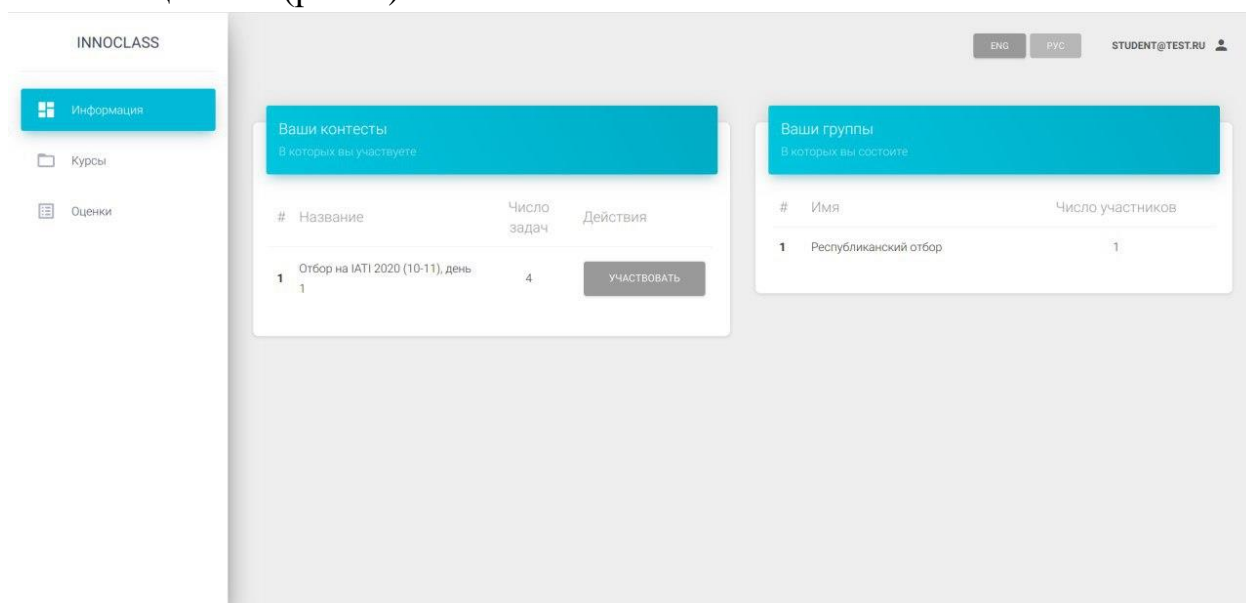 INNOCLASS
ENG
РУС
STUDENT@TEST.RU
Информация
Курсы
Оценки
Ваши контесты
В которых вы участвуете
# Название Число задач Действия
1 Отбор на IATI 2020 (10-11), день 1 4 УЧАСТВОВАТЬ
Ваши группы
В которых вы состоите
# Имя Число участников
1 Республиканский отбор 1